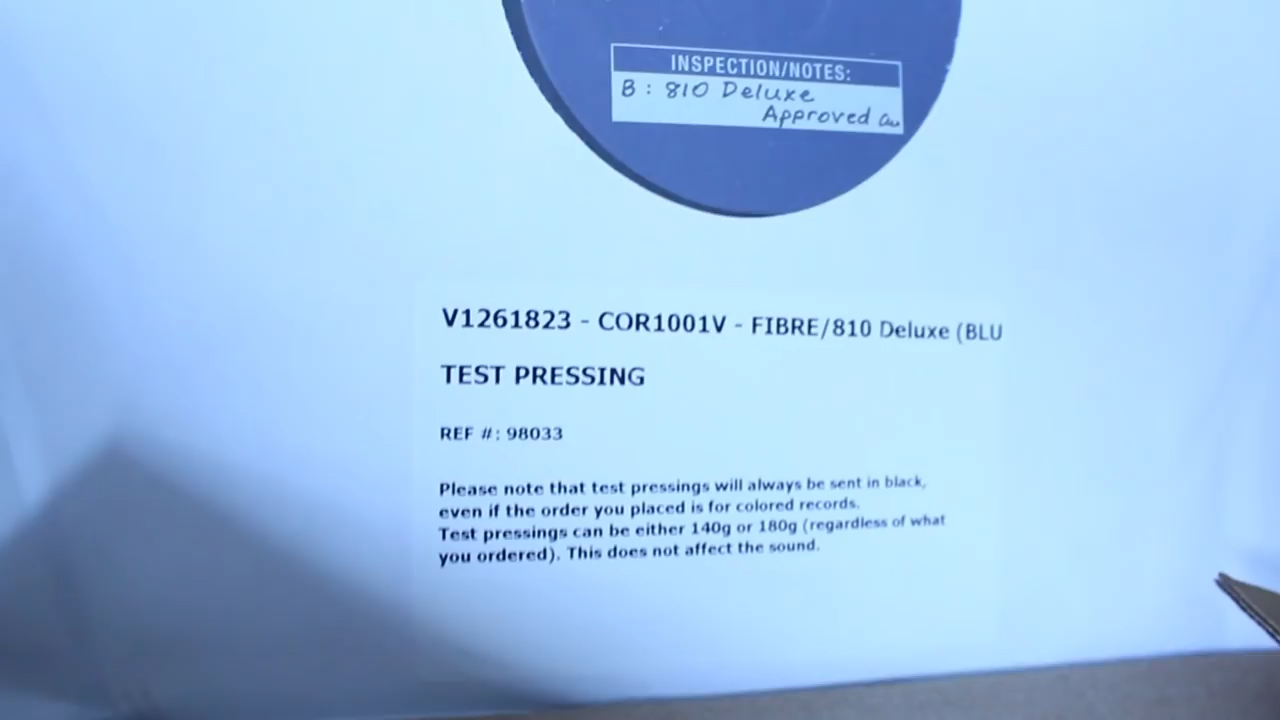 INSPECTION/NOTES:
B : 810 Deluxe
Approved
V1261823 - COR1001V - FIBRE/810 Deluxe (BLU
TEST PRESSING
REF #: 98033
Please note that test pressings will always be sent in black,
even if the order you placed is for colored records.
Test pressings can be either 140g or 180g (regardless of what
you ordered). This does not affect the sound.